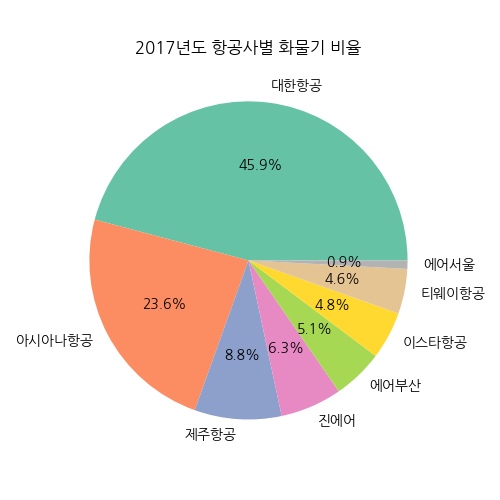 2017년도 항공사별 화물기 비율
대한항공
45.9%
아시아나항공
23.6%
제주항공
8.8%
진에어
6.3%
에어부산
5.1%
이스타항공
4.8%
티웨이항공
4.6%
에어서울
0.9%